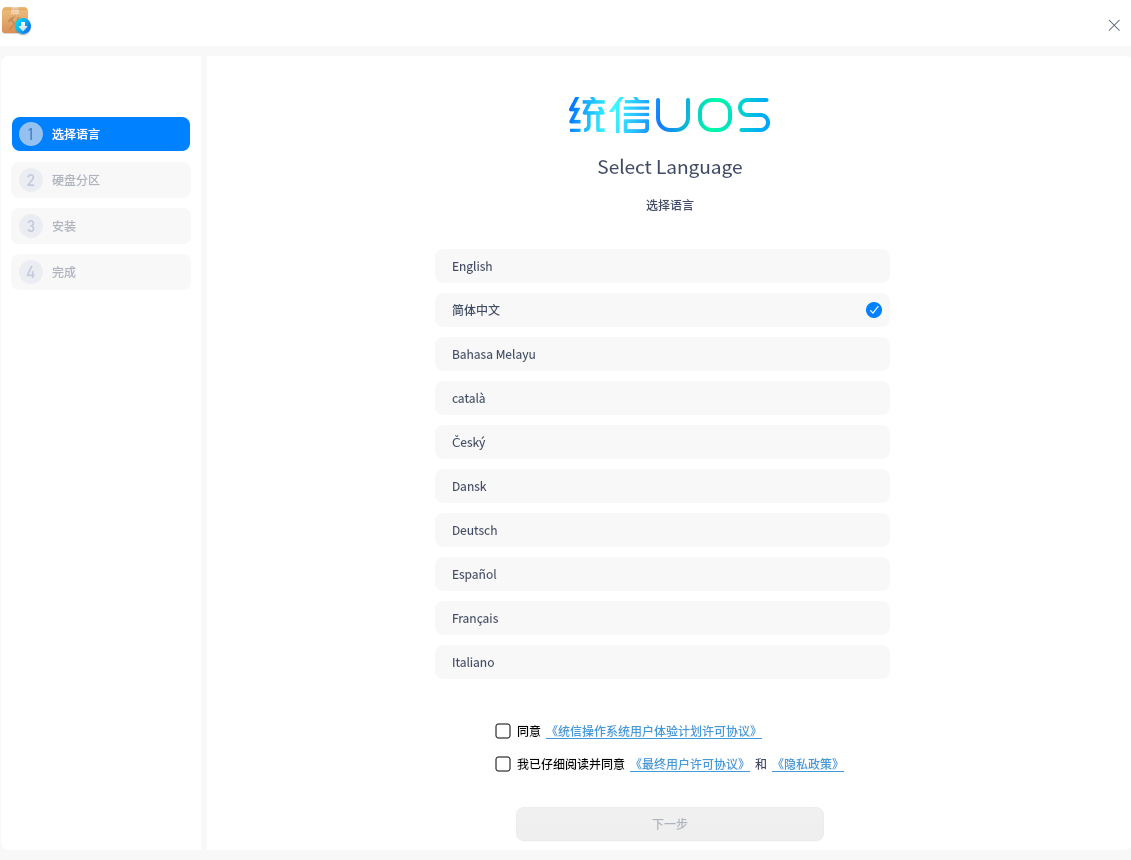 1 选择语言
2 硬盘分区
3 安装
4 完成
统信UOS
Select Language
选择语言
English
简体中文
Bahasa Melayu
català
Český
Dansk
Deutsch
Español
Français
Italiano
同意 《统信操作系统用户体验计划许可协议》
我已仔细阅读并同意 《最终用户许可协议》 和 《隐私政策》
下一步